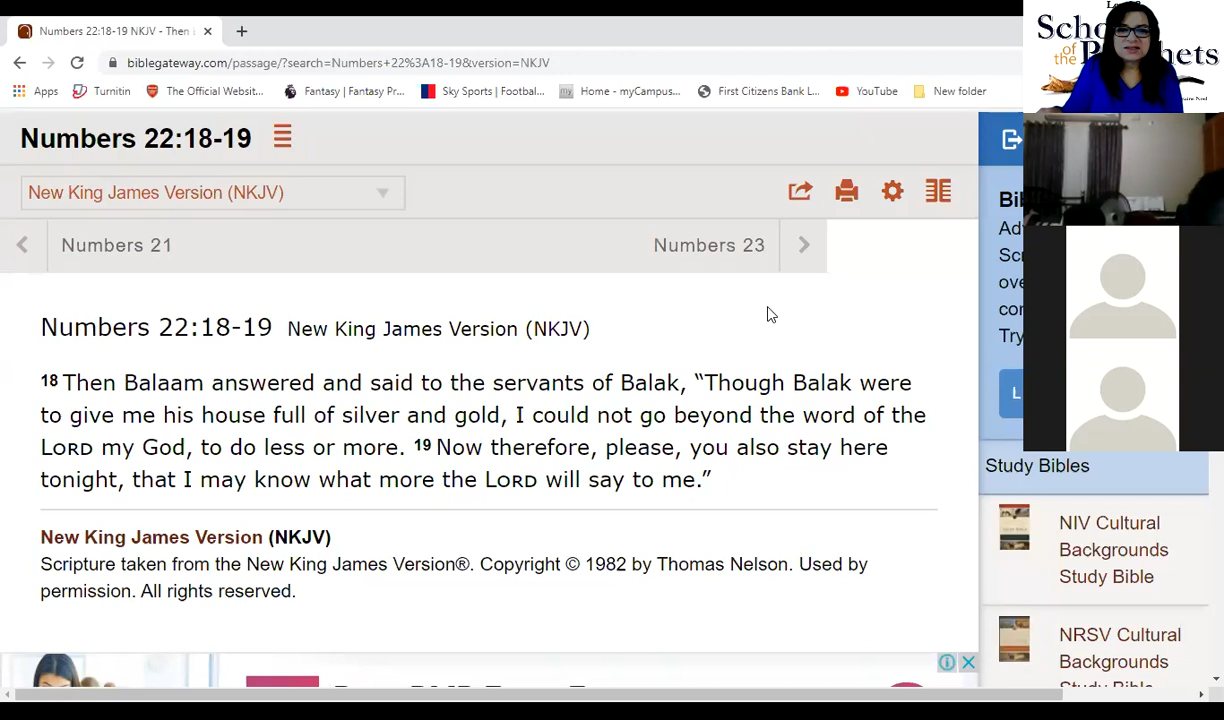 Numbers 22:18-19 NKJV - Then
biblegateway.com/passage/?search=Numbers+22%3A18-19&version=NKJV
Apps Turnitin The Official Websit... Fantasy | Fantasy Pr... Sky Sports | Footbal... my Home - myCampus... First Citizens Bank L... YouTube New folder
Numbers 22:18-19
New King James Version (NKJV)
Numbers 21
Numbers 23
Numbers 22:18-19 New King James Version (NKJV)
18 Then Balaam answered and said to the servants of Balak, “Though Balak were
to give me his house full of silver and gold, I could not go beyond the word of the
LORD my God, to do less or more. 19 Now therefore, please, you also stay here
tonight, that I may know what more the LORD will say to me.”
New King James Version (NKJV)
Scripture taken from the New King James Version®. Copyright © 1982 by Thomas Nelson. Used by
permission. All rights reserved.
of the
Study Bibles
NIV Cultural
Backgrounds
Study Bible
NRSV Cultural
Backgrounds